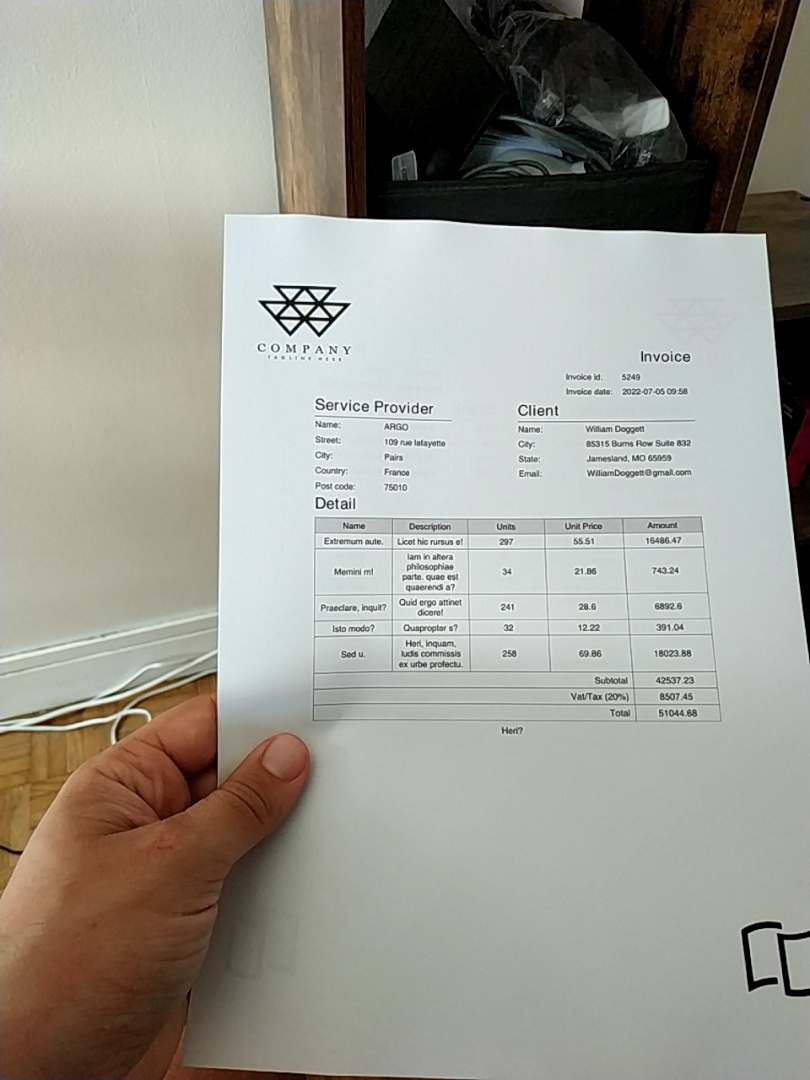 COMPANY
TAGLINE HERE
Invoice
Invoice id: 5249
Invoice date: 2022-07-05 09:58
Service Provider
Name: ARGO
Street: 109 rue lafayette
City: Pairs
Country: France
Post code: 75010
Client
Name: William Doggett
City: 85315 Burns Row Suite 832
State: Jamesland, MO 65959
Email: WilliamDoggett@gmail.com
Detail
Name Description Units Unit Price Amount
Extremum aute. Licet hic rursus e! 297 55.51 16486.47
Memini m! Iam in altera philosophiae parte. quae est quaerendi a? 34 21.86 743.24
Praeclare, inquit? Quid ergo attinet dicere! 241 28.6 6892.6
Isto modo? Quapropter s? 32 12.22 391.04
Sed u. Heri, inquam, ludis commissis ex urbe profectu. 258 69.86 18023.88
Subtotal 42537.23
Vat/Tax (20%) 8507.45
Total 51044.68
Heri?